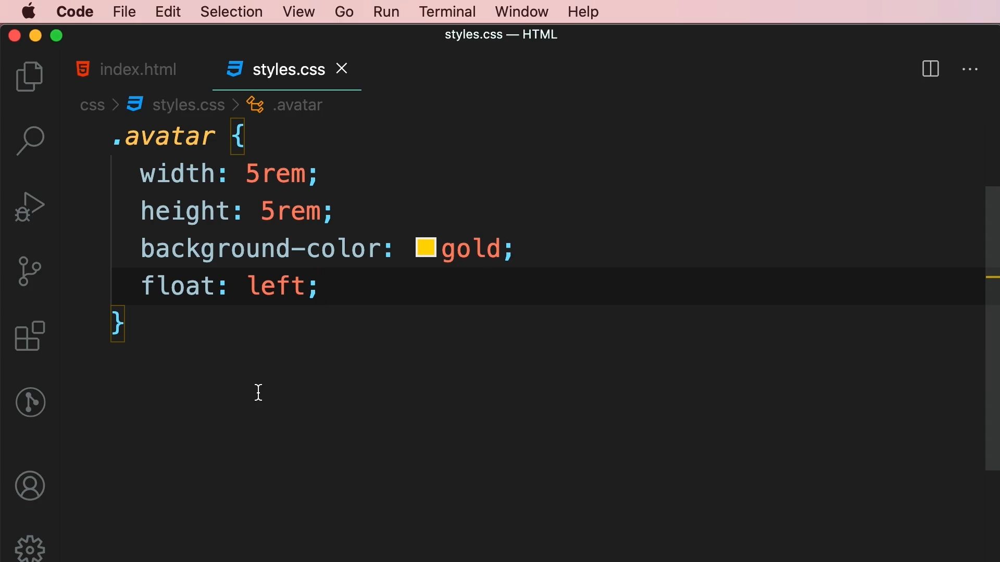 Code File Edit Selection View Go Run Terminal Window Help
styles.css — HTML
index.html styles.css
css > styles.css > .avatar
.avatar {
width: 5rem;
height: 5rem;
background-color: gold;
float: left;
}